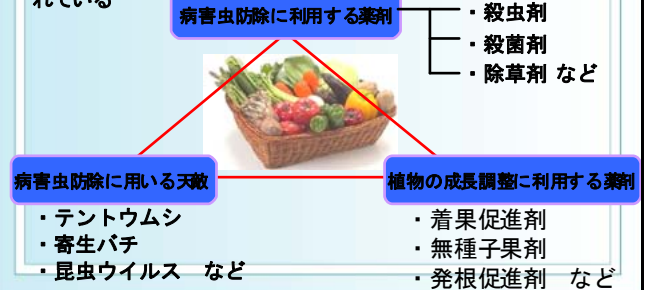 れている
病害虫防除に利用する薬剤
・殺虫剤
・殺菌剤
・除草剤 など
病害虫防除に用いる天敵
植物の成長調整に利用する薬剤
・テントウムシ
・寄生バチ
・昆虫ウイルス など
・着果促進剤
・無種子果剤
・発根促進剤 など